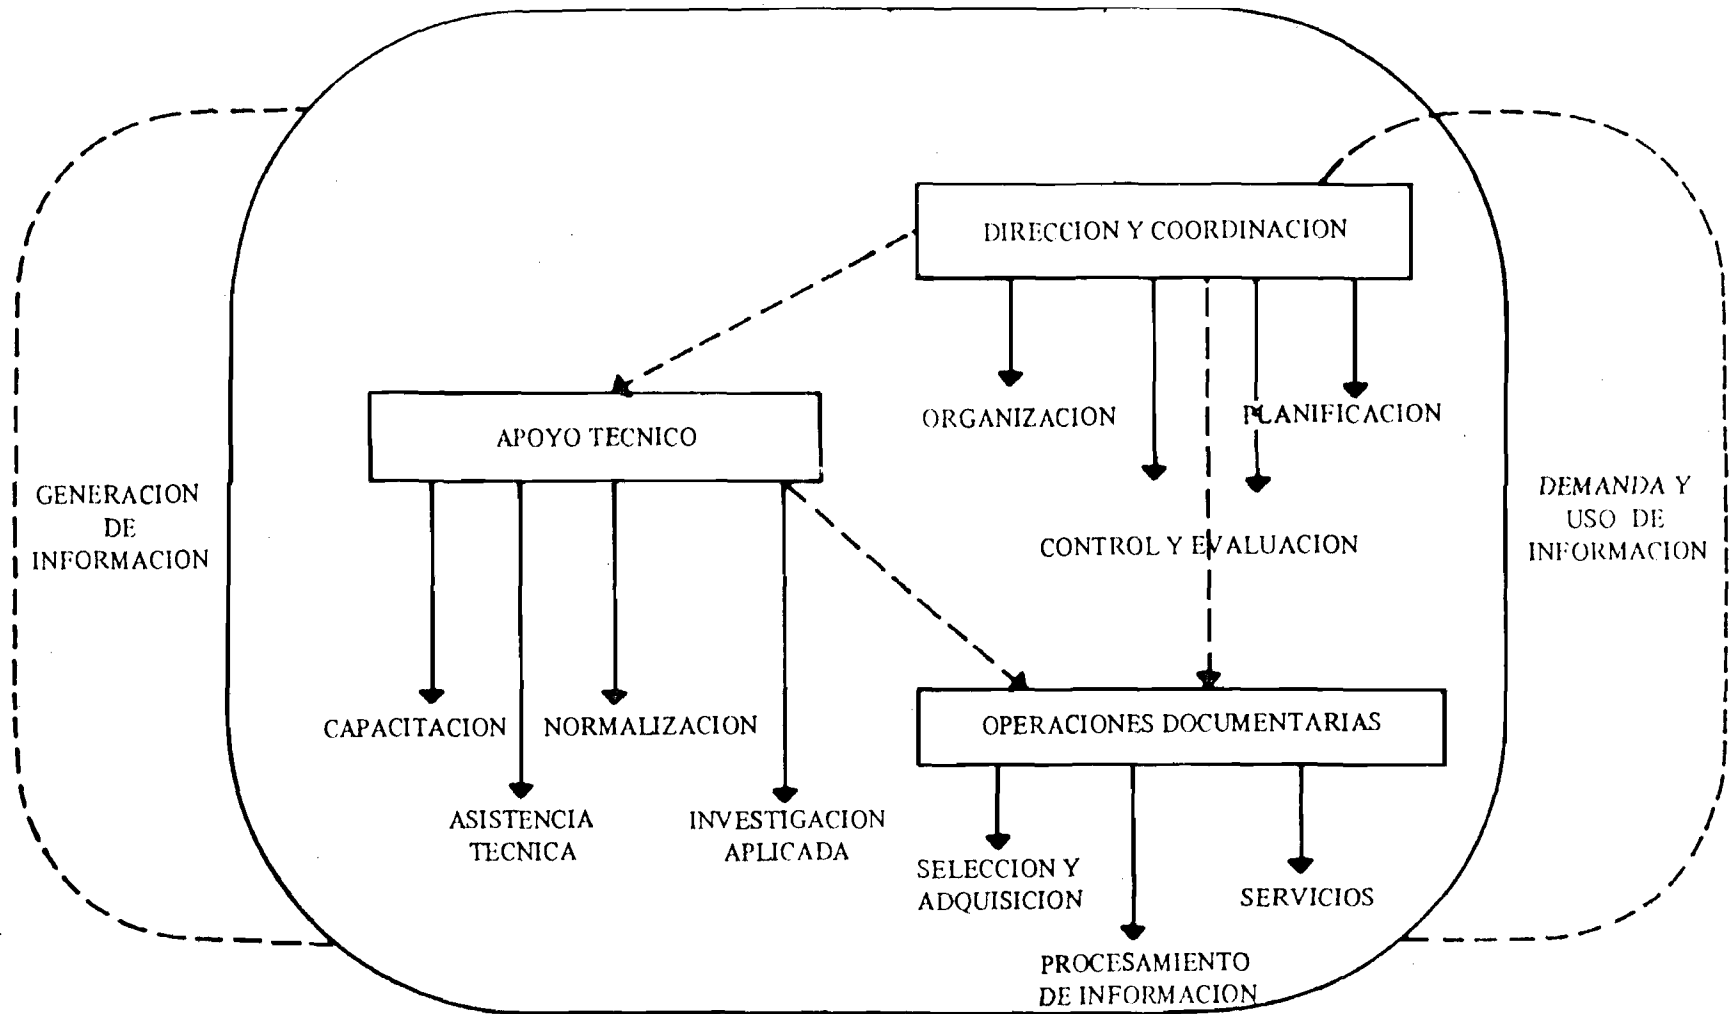 DIRECCION Y COORDINACION
ORGANIZACION
PLANIFICACION
APOYO TECNICO
GENERACION
DE
INFORMACION
DEMANDA Y
USO DE
INFORMACION
CONTROL Y EVALUACION
CAPACITACION
NORMALIZACION
OPERACIONES DOCUMENTARIAS
ASISTENCIA
TECNICA
INVESTIGACION
APLICADA
SELECCION Y
ADQUISICION
SERVICIOS
PROCESAMIENTO
DE INFORMACION